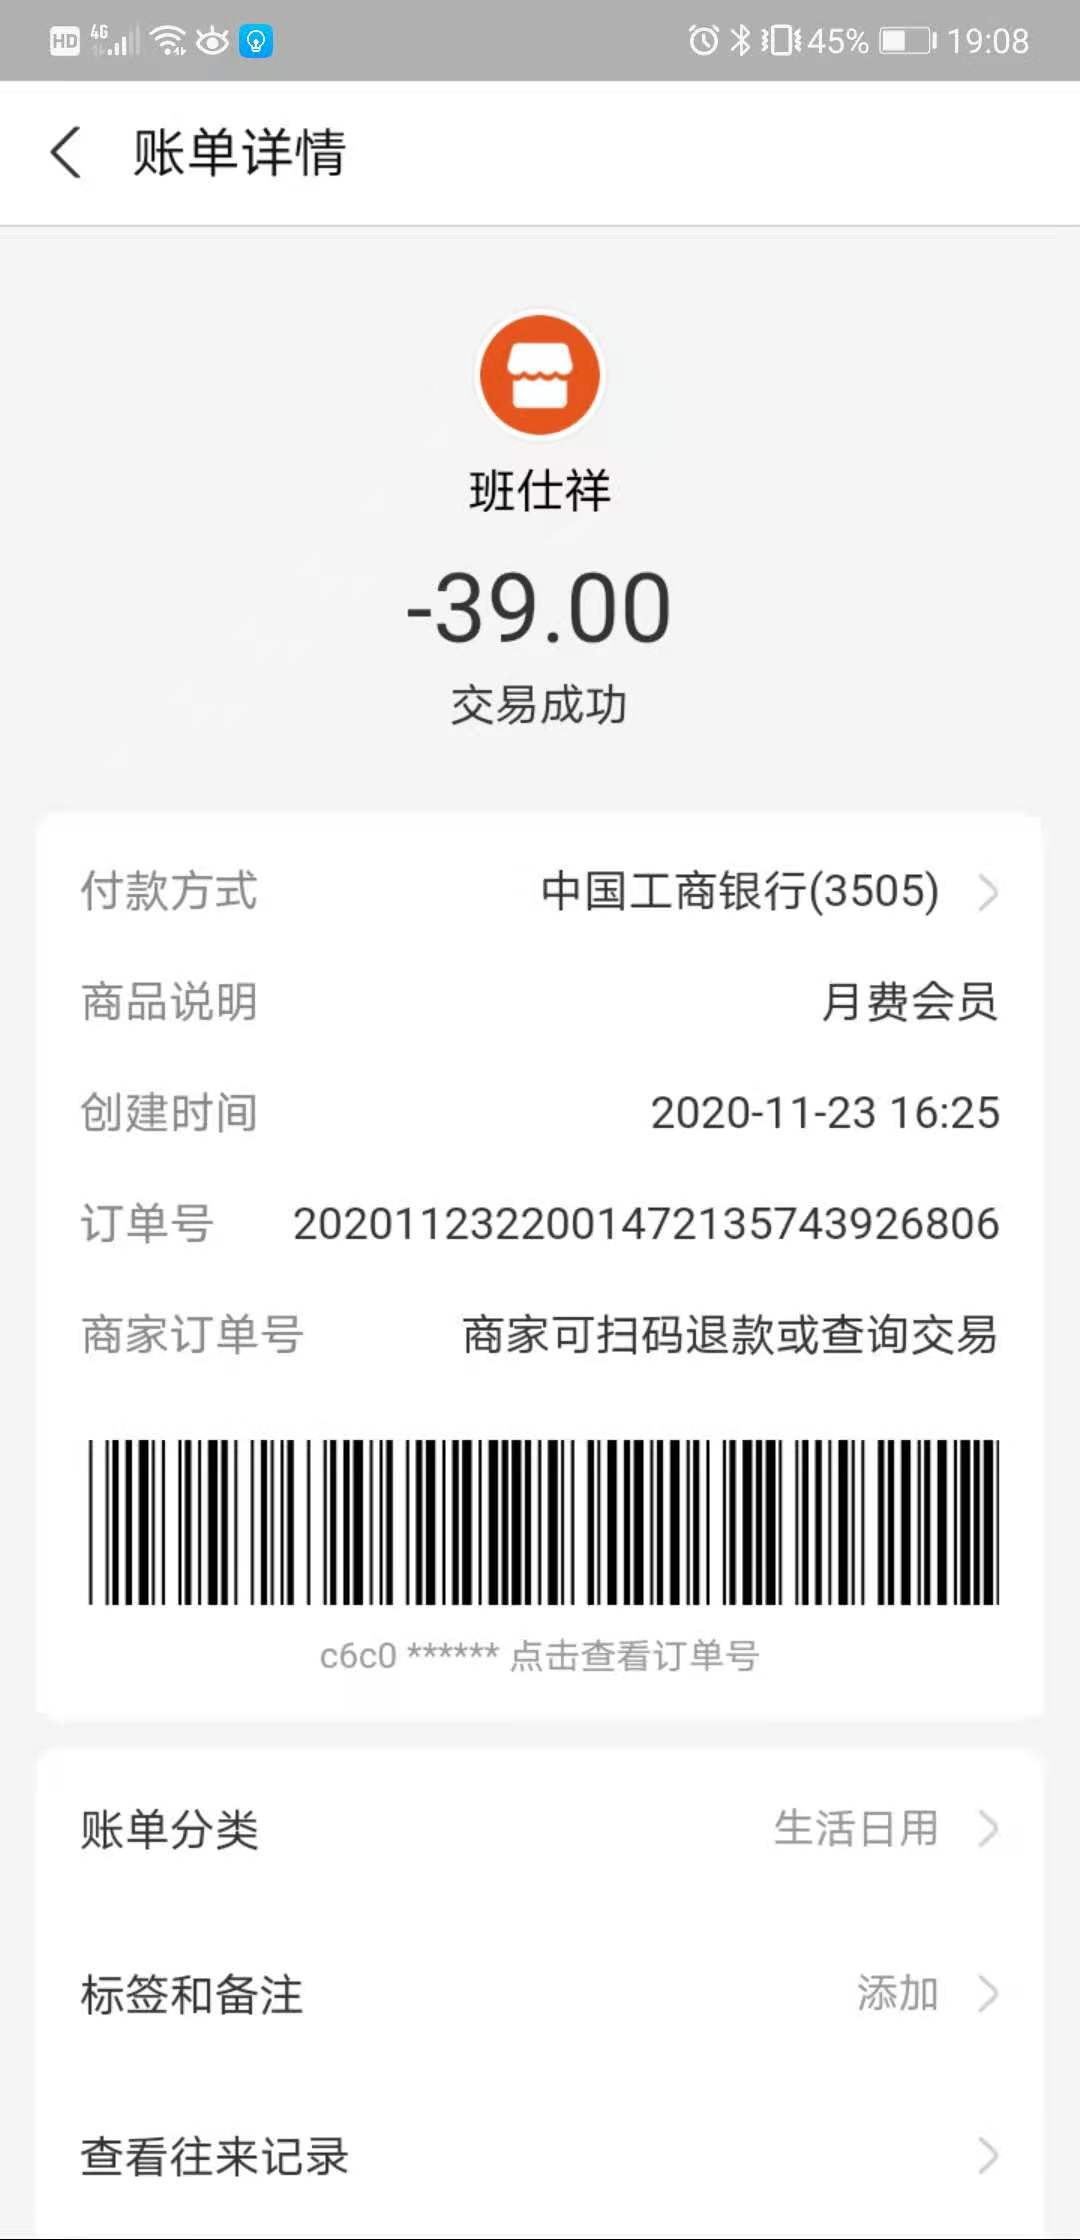 HD 4G 45% 19:08
账单详情
班仕祥
-39.00
交易成功
付款方式 中国工商银行(3505)
商品说明 月费会员
创建时间 2020-11-23 16:25
订单号 2020112322001472135743926806
商家订单号 商家可扫码退款或查询交易
c6c0 ****** 点击查看订单号
账单分类 生活日用
标签和备注 添加
查看往来记录